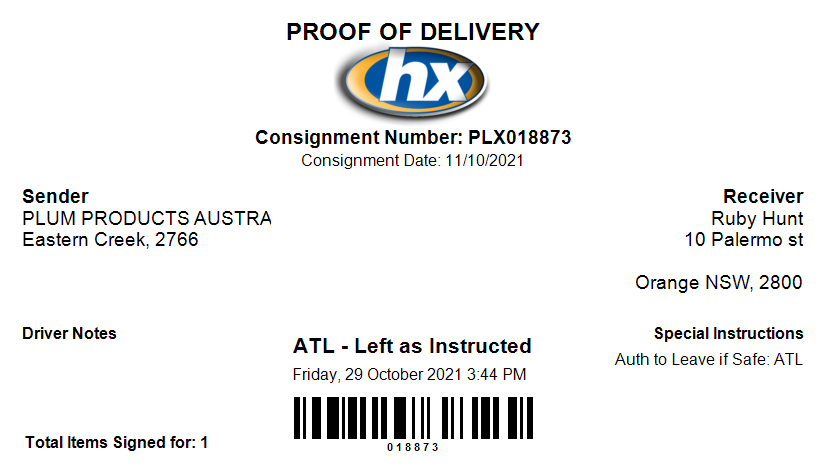 PROOF OF DELIVERY
hx
Consignment Number: PLX018873
Consignment Date: 11/10/2021
Sender
PLUM PRODUCTS AUSTRA
Eastern Creek, 2766
Receiver
Ruby Hunt
10 Palermo st
Orange NSW, 2800
Driver Notes
ATL - Left as Instructed
Friday, 29 October 2021 3:44 PM
Special Instructions
Auth to Leave if Safe: ATL
018873
Total Items Signed for: 1